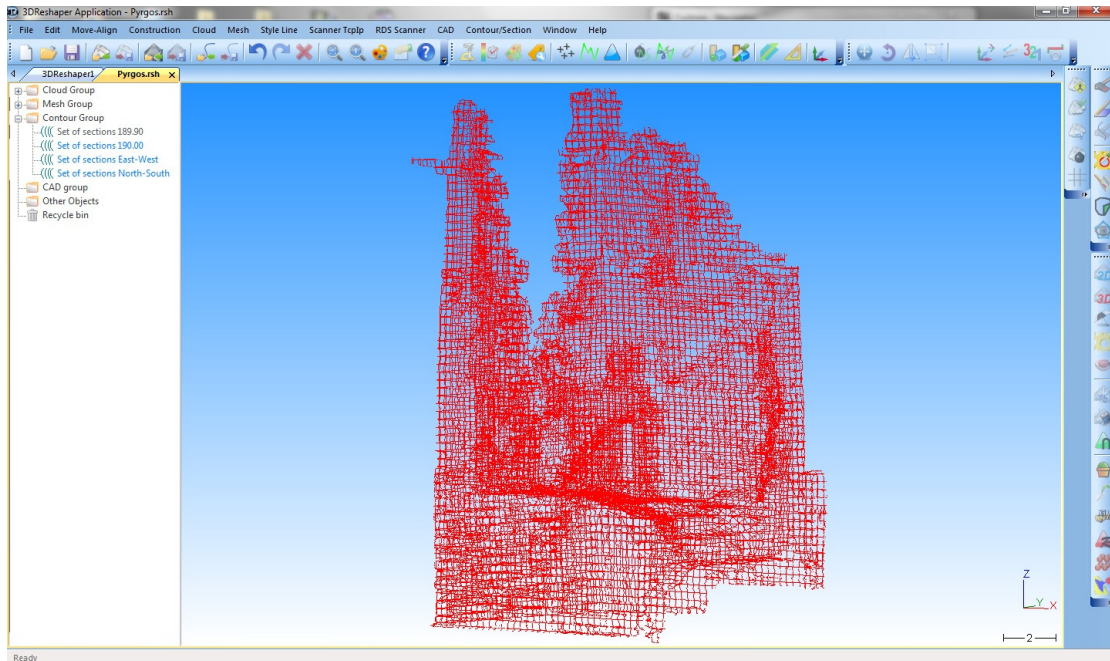 3DReshaper Application - Pyrgos.rsh
File Edit Move-Align Construction Cloud Mesh Style Line Scanner Tcplp RDS Scanner CAD Contour/Section Window Help
3DReshaper1 Pyrgos.rsh x
Cloud Group
Mesh Group
Contour Group
Set of sections 189.90
Set of sections 190.00
Set of sections East-West
Set of sections North-South
CAD group
Other Objects
Recycle bin
Z
Y X
2
Ready